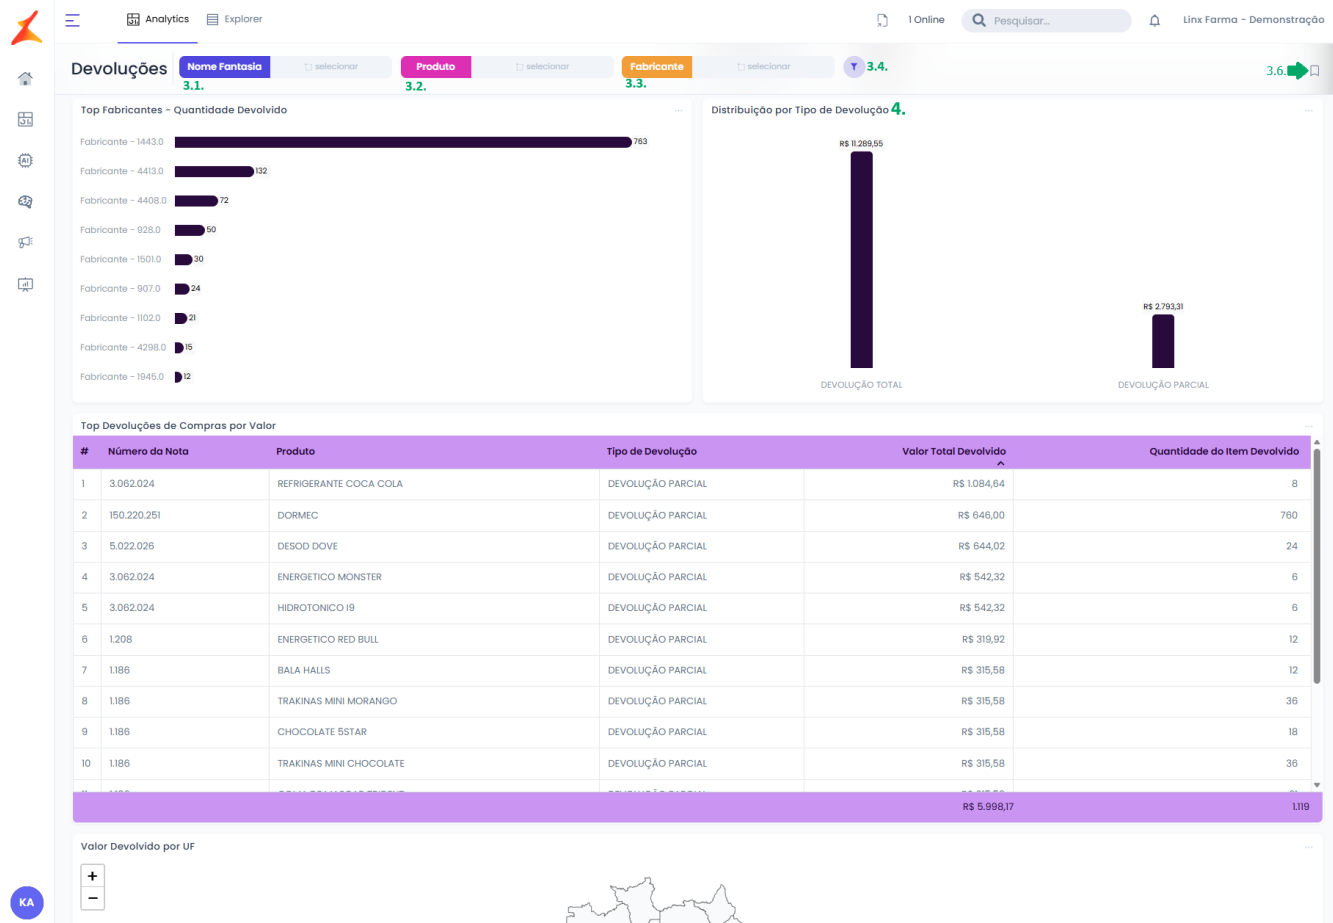 Analytics
Explorer
1 Online
Pesquisar...
Linx Farma - Demonstração
Devoluções
Nome Fantasia
selecionar
Produto
selecionar
Fabricante
selecionar
3.4.
3.6.
3.1.
3.2.
3.3.
Top Fabricantes - Quantidade Devolvido
Fabricante - 1443.0
763
Fabricante - 4413.0
132
Fabricante - 4408.0
72
Fabricante - 928.0
50
Fabricante - 1501.0
30
Fabricante - 907.0
24
Fabricante - 1102.0
21
Fabricante - 4298.0
15
Fabricante - 1945.0
12
Distribuição por Tipo de Devolução 4.
R$ 11.289,55
R$ 2.793,31
DEVOLUÇÃO TOTAL
DEVOLUÇÃO PARCIAL
Top Devoluções de Compras por Valor
# Número da Nota Produto Tipo de Devolução Valor Total Devolvido Quantidade do Item Devolvido
1 3.062.024 REFRIGERANTE COCA COLA DEVOLUÇÃO PARCIAL R$ 1.084,64 8
2 150.220.251 DORMEC DEVOLUÇÃO PARCIAL R$ 646,00 760
3 5.022.026 DESOD DOVE DEVOLUÇÃO PARCIAL R$ 644,02 24
4 3.062.024 ENERGETICO MONSTER DEVOLUÇÃO PARCIAL R$ 542,32 6
5 3.062.024 HIDROTONICO I9 DEVOLUÇÃO PARCIAL R$ 542,32 6
6 1.208 ENERGETICO RED BULL DEVOLUÇÃO PARCIAL R$ 319,92 12
7 1.186 BALA HALLS DEVOLUÇÃO PARCIAL R$ 315,58 12
8 1.186 TRAKINAS MINI MORANGO DEVOLUÇÃO PARCIAL R$ 315,58 36
9 1.186 CHOCOLATE 5STAR DEVOLUÇÃO PARCIAL R$ 315,58 18
10 1.186 TRAKINAS MINI CHOCOLATE DEVOLUÇÃO PARCIAL R$ 315,58 36
R$ 5.998,17 1.119
Valor Devolvido por UF
+
−
AI
KA